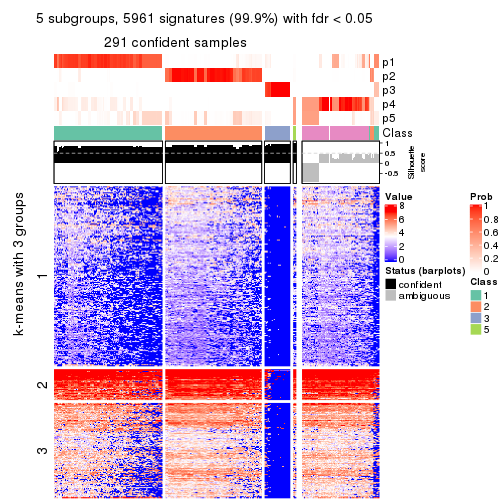 5 subgroups, 5961 signatures (99.9%) with fdr < 0.05
291 confident samples
p1
p2
p3
p4
p5
Class
1
0.5
0
-0.5
Silhouette
score
k-means with 3 groups
1
2
3
Value
8
6
4
2
0
Status (barplots)
confident
ambiguous
Prob
1
0.8
0.6
0.4
0.2
0
Class
1
2
3
5